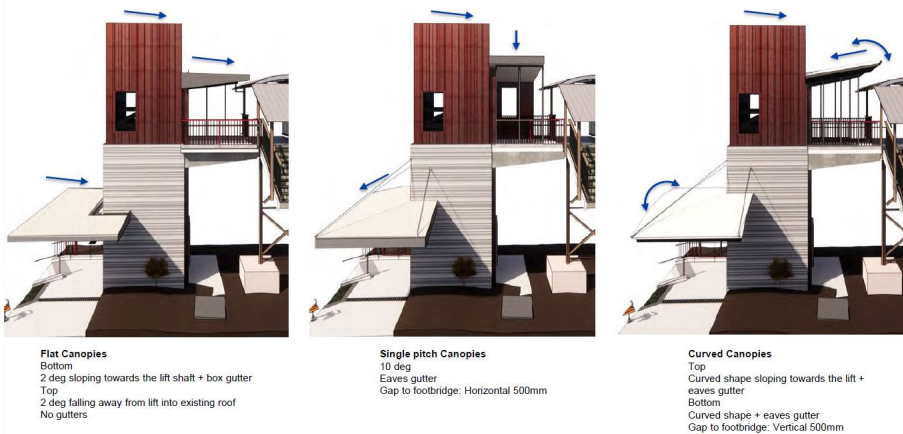 Flat Canopies
Bottom
2 deg sloping towards the lift shaft + box gutter
Top
2 deg falling away from lift into existing roof
No gutters
Single pitch Canopies
10 deg
Eaves gutter
Gap to footbridge: Horizontal 500mm
Curved Canopies
Top
Curved shape sloping towards the lift +
eaves gutter
Bottom
Curved shape + eaves gutter
Gap to footbridge: Vertical 500mm